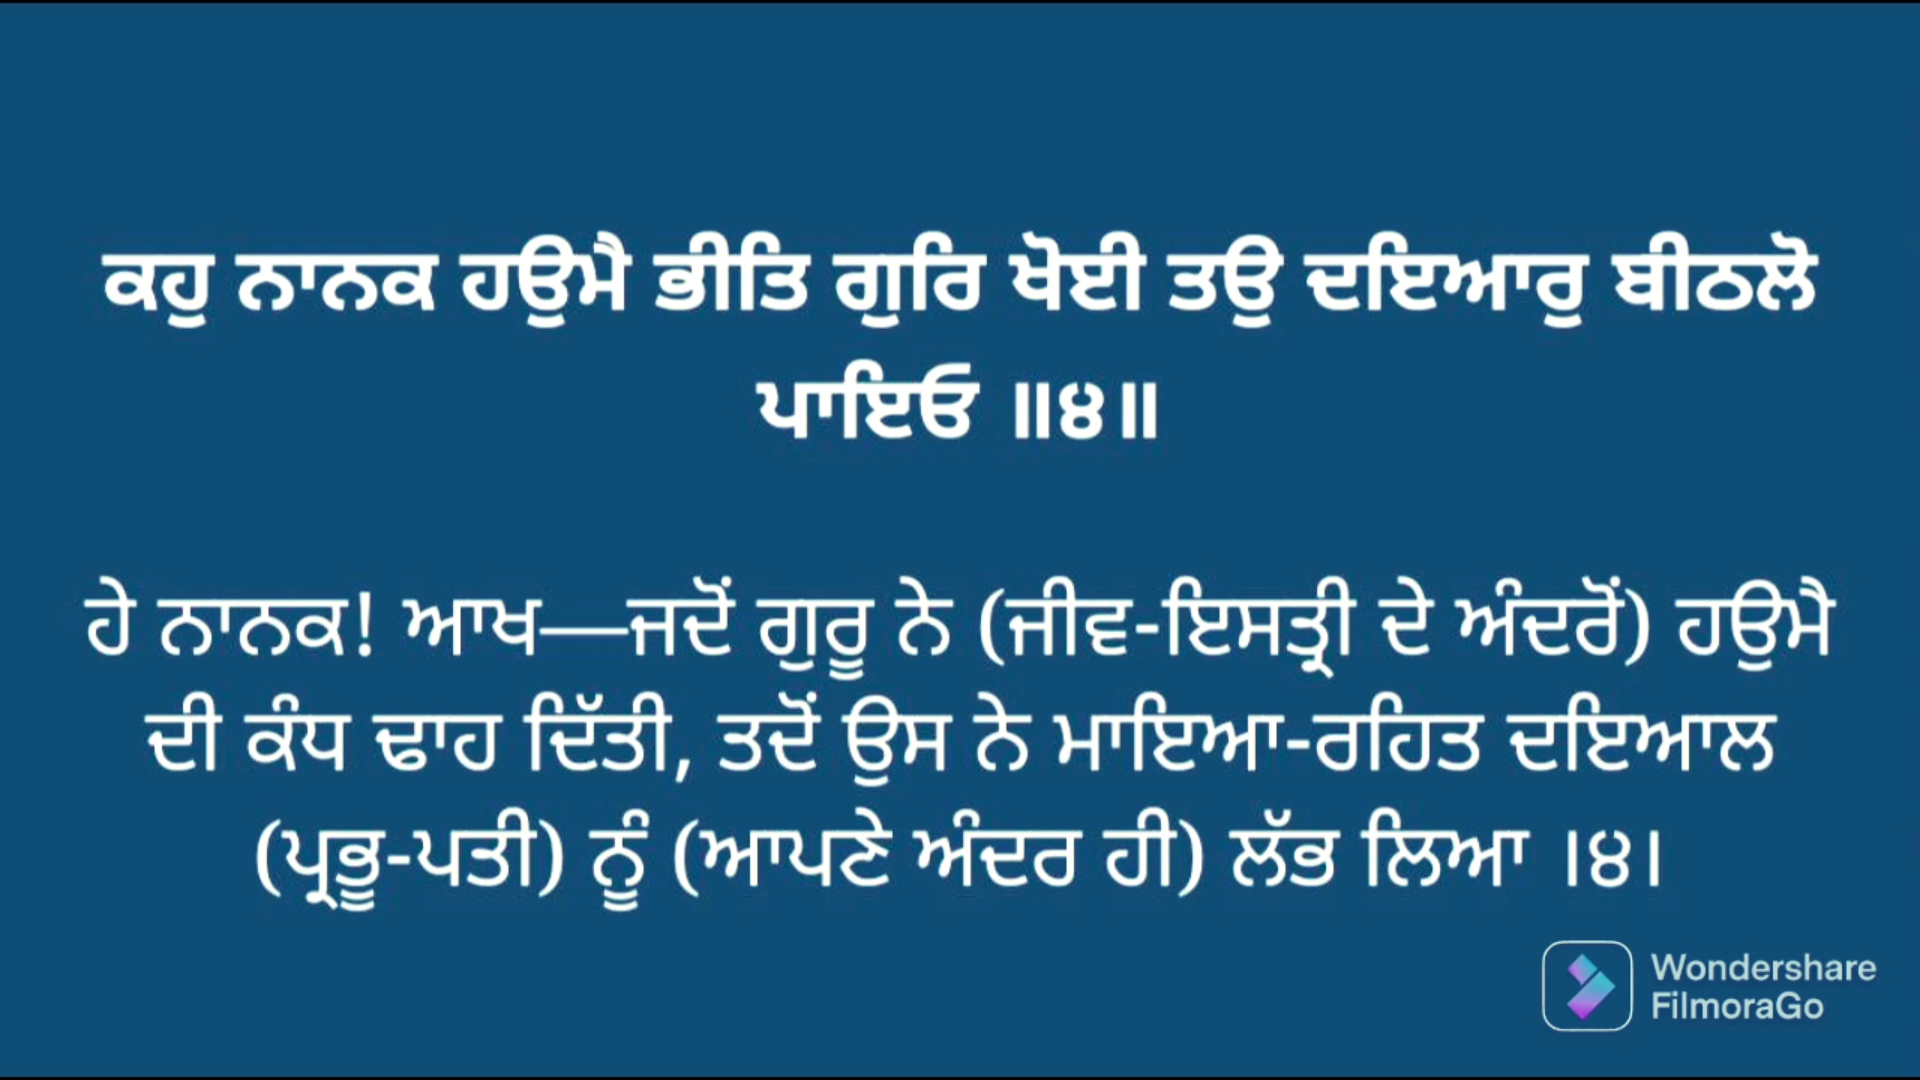 ਕਹੁ ਨਾਨਕ ਹਉਮੈ ਭੀਤਿ ਗੁਰਿ ਖੋਈ ਤਉ ਦਇਆਰੁ ਬੀਠਲੋ
ਪਾਇਓ ॥੪॥
ਹੇ ਨਾਨਕ! ਆਖ—ਜਦੋਂ ਗੁਰੂ ਨੇ (ਜੀਵ-ਇਸਤ੍ਰੀ ਦੇ ਅੰਦਰੋਂ) ਹਉਮੈ
ਦੀ ਕੰਧ ਢਾਹ ਦਿੱਤੀ, ਤਦੋਂ ਉਸ ਨੇ ਮਾਇਆ-ਰਹਿਤ ਦਇਆਲ
(ਪ੍ਰਭੂ-ਪਤੀ) ਨੂੰ (ਆਪਣੇ ਅੰਦਰ ਹੀ) ਲੱਭ ਲਿਆ ।੪।
Wondershare
FilmoraGo